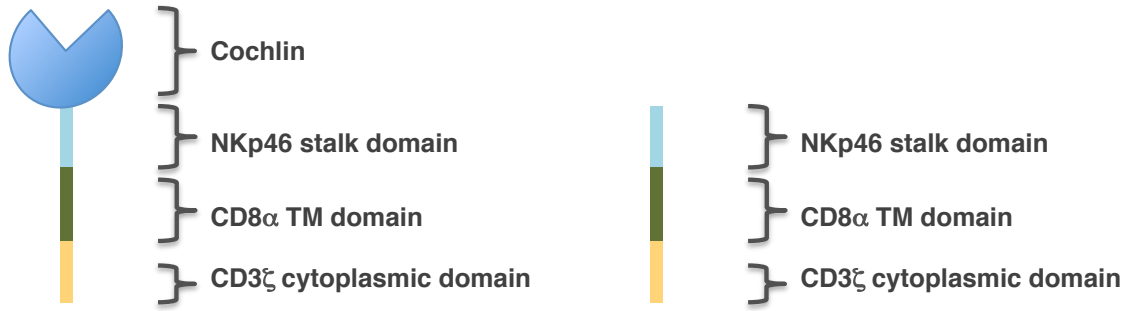 Cochlin
NKp46 stalk domain
CD8α TM domain
CD3ζ cytoplasmic domain
NKp46 stalk domain
CD8α TM domain
CD3ζ cytoplasmic domain